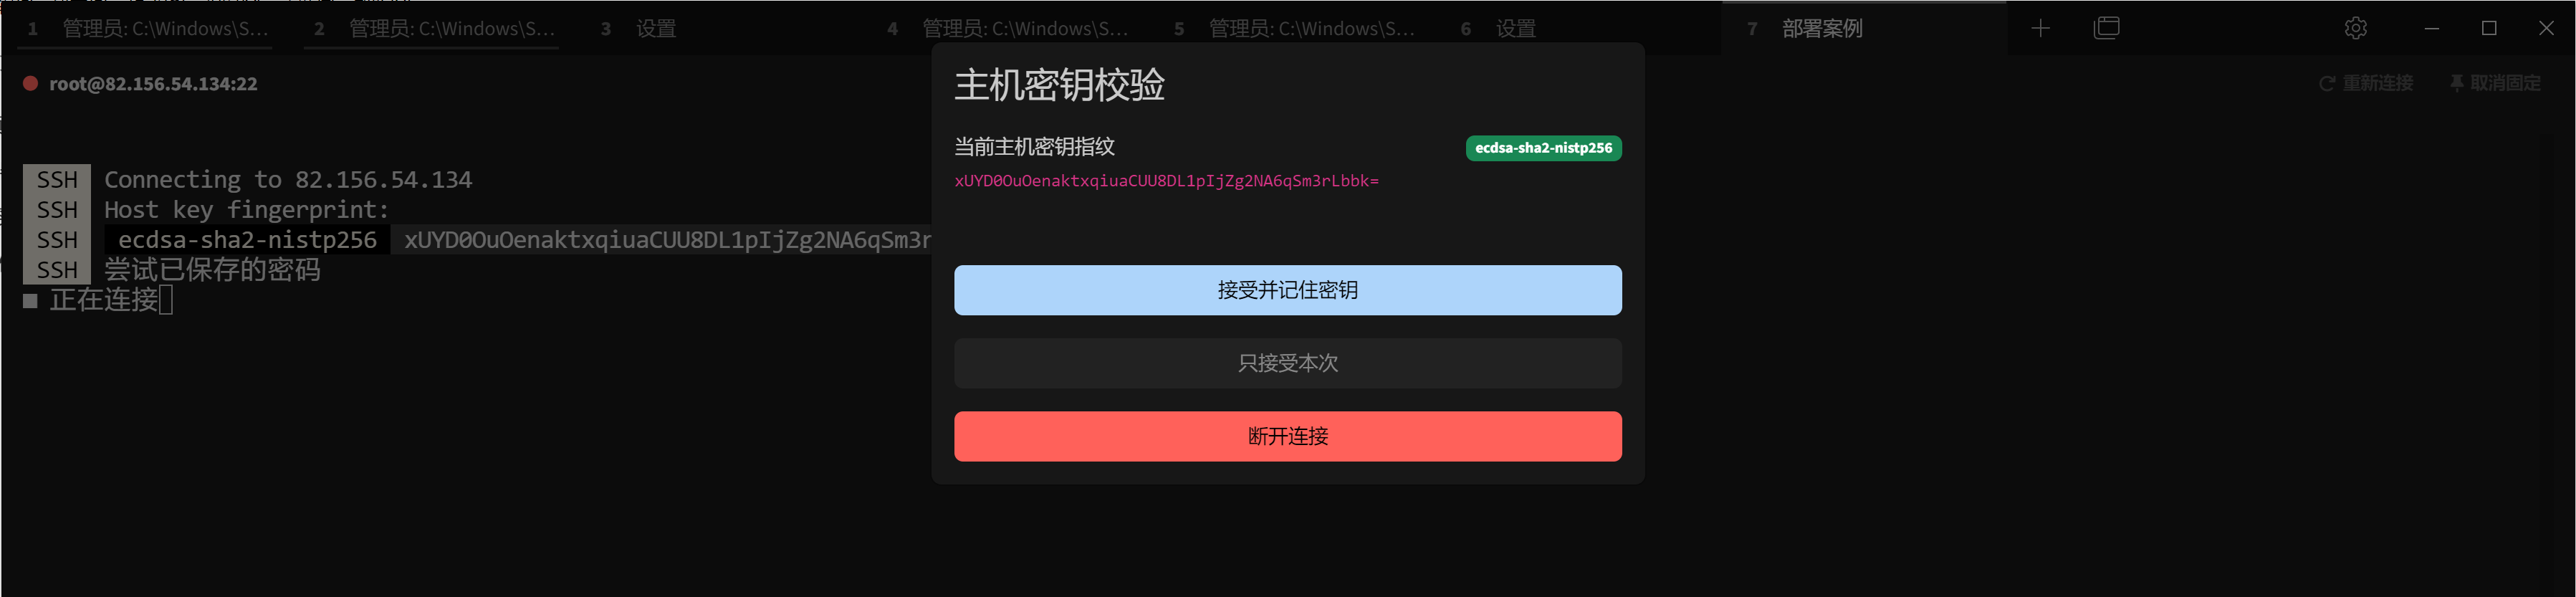 1 管理员: C:\Windows\S... 2 管理员: C:\Windows\S... 3 设置 4 管理员: C:\Windows\S... 5 管理员: C:\Windows\S... 6 设置 7 部署案例
root@82.156.54.134:22 重新连接 取消固定
主机密钥校验
当前主机密钥指纹 ecdsa-sha2-nistp256
xUYD0OuOenaktxqiuaCUU8DL1pIjZg2NA6qSm3rLbbk=
接受并记住密钥
只接受本次
断开连接
SSH Connecting to 82.156.54.134
SSH Host key fingerprint:
SSH ecdsa-sha2-nistp256 xUYD0OuOenaktxqiuaCUU8DL1pIjZg2NA6qSm3r
SSH 尝试已保存的密码
正在连接